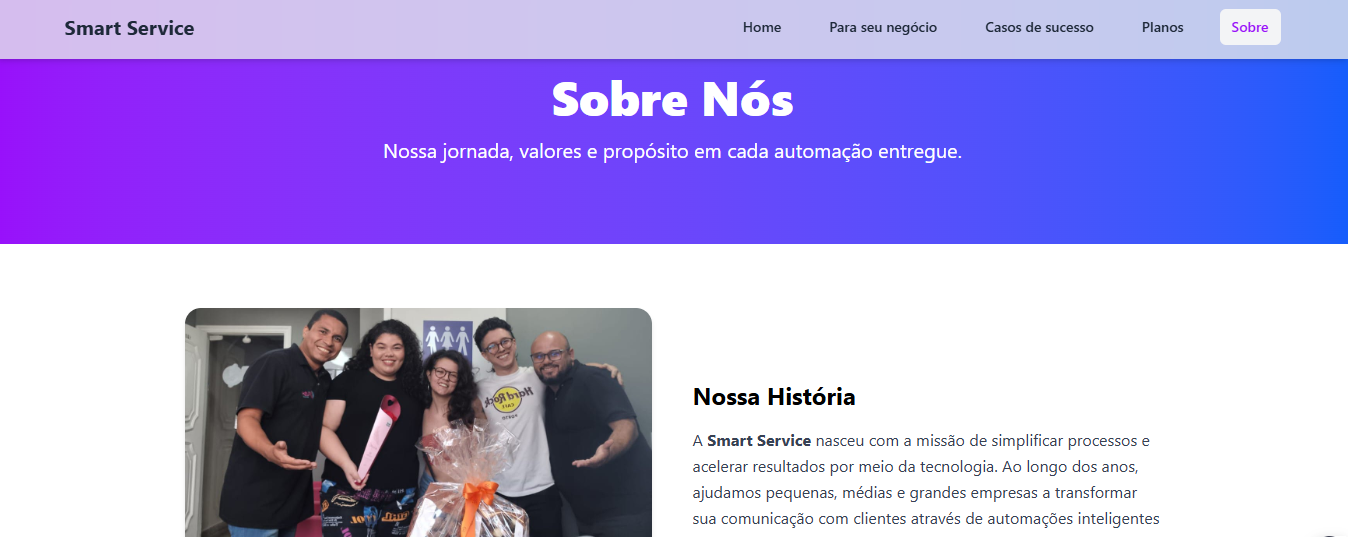 Smart Service
Home
Para seu negócio
Casos de sucesso
Planos
Sobre
Sobre Nós
Nossa jornada, valores e propósito em cada automação entregue.
Hard Rock
CAFE
Nossa História
A Smart Service nasceu com a missão de simplificar processos e
acelerar resultados por meio da tecnologia. Ao longo dos anos,
ajudamos pequenas, médias e grandes empresas a transformar
sua comunicação com clientes através de automações inteligentes